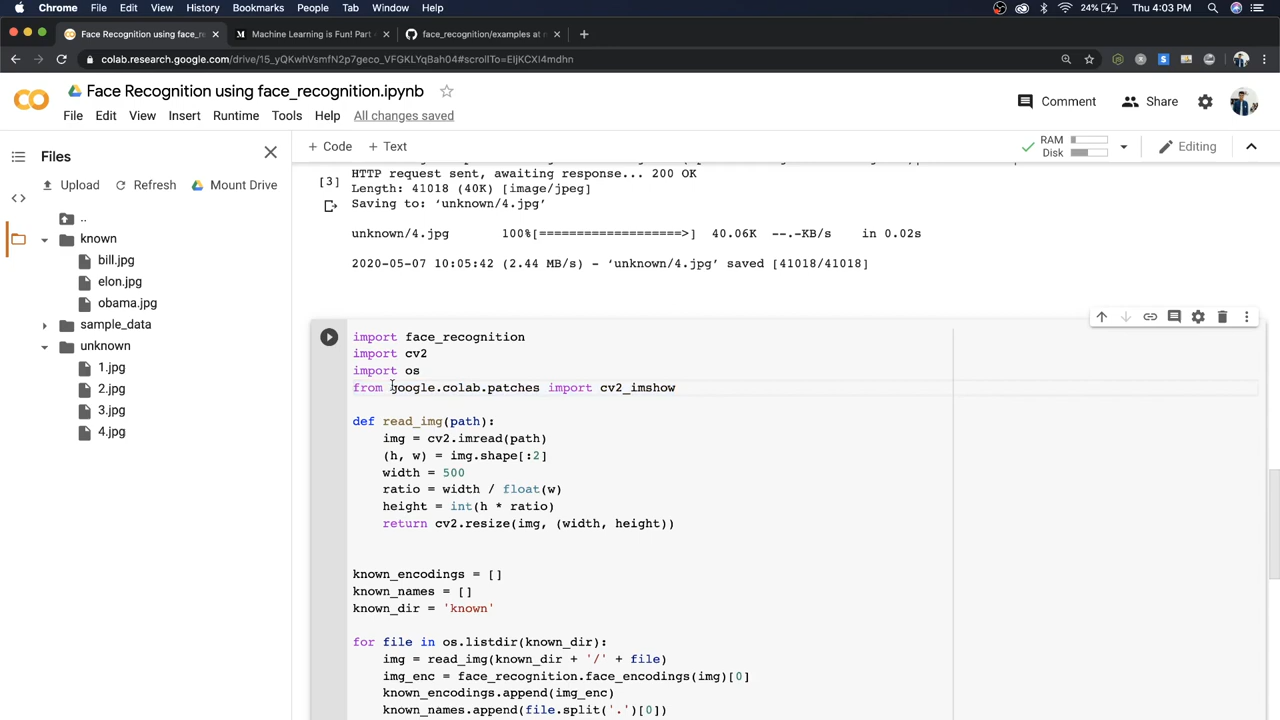 Chrome File Edit View History Bookmarks People Tab Window Help 24% Thu 4:03 PM
Face Recognition using face_r
Machine Learning is Fun! Part
face_recognition/examples at
colab.research.google.com/drive/15_yQKwhVsmfN2p7geco_VFGKLYqBah04#scrollTo=EIjKCXI4mdhn
CO Face Recognition using face_recognition.ipynb
File Edit View Insert Runtime Tools Help All changes saved
Comment Share
Files
+ Code + Text
RAM
Disk
Editing
Upload Refresh Mount Drive
..
known
bill.jpg
elon.jpg
obama.jpg
sample_data
unknown
1.jpg
2.jpg
3.jpg
4.jpg
HTTP request sent, awaiting response... 200 OK
[3] Length: 41018 (40K) [image/jpeg]
Saving to: ‘unknown/4.jpg’
unknown/4.jpg 100%[===================>] 40.06K --.-KB/s in 0.02s
2020-05-07 10:05:42 (2.44 MB/s) - ‘unknown/4.jpg’ saved [41018/41018]
import face_recognition
import cv2
import os
from google.colab.patches import cv2_imshow
def read_img(path):
img = cv2.imread(path)
(h, w) = img.shape[:2]
width = 500
ratio = width / float(w)
height = int(h * ratio)
return cv2.resize(img, (width, height))
known_encodings = []
known_names = []
known_dir = 'known'
for file in os.listdir(known_dir):
img = read_img(known_dir + '/' + file)
img_enc = face_recognition.face_encodings(img)[0]
known_encodings.append(img_enc)
known_names.append(file.split('.')[0])